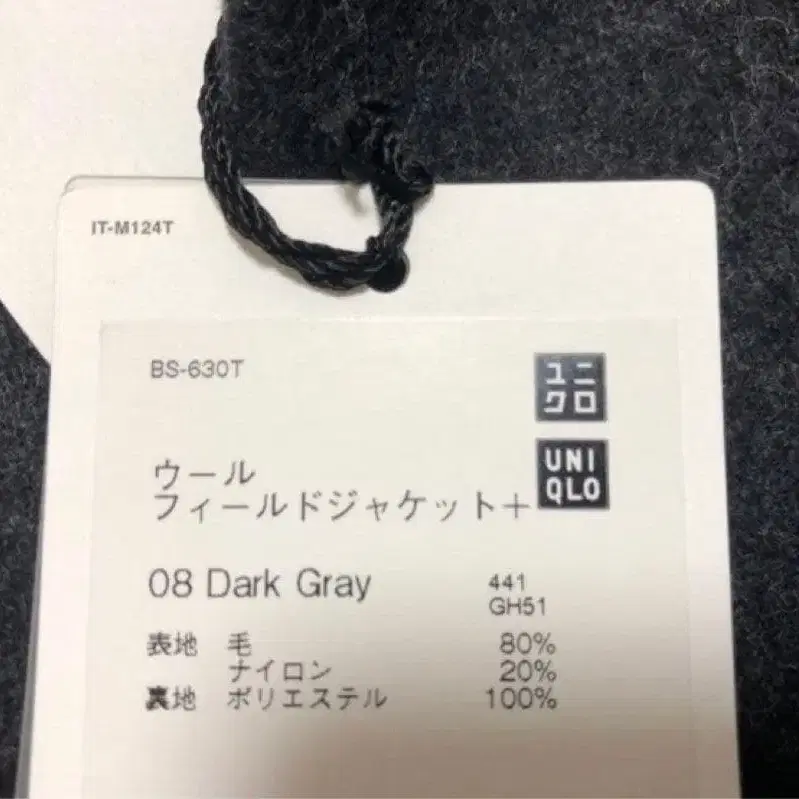 IT-M124T
BS-630T
ユニ
クロ
UNI
QLO
ウール
フィールドジャケット＋
08 Dark Gray
441
GH51
表地 毛 80%
ナイロン 20%
裏地 ポリエステル 100%